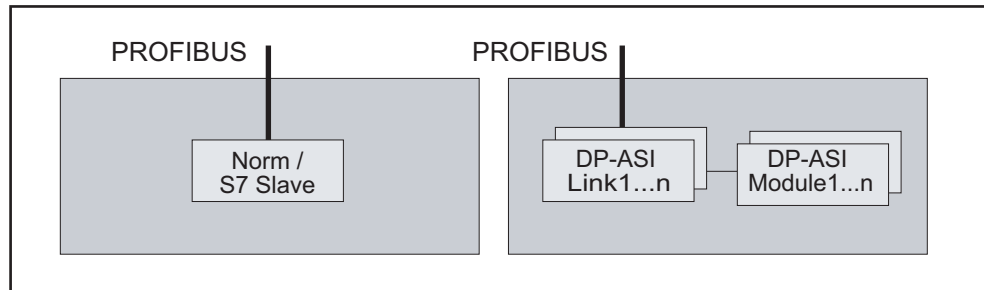 PROFIBUS
Norm /
S7 Slave
PROFIBUS
DP-ASI
Link1...n
DP-ASI
Module1...n